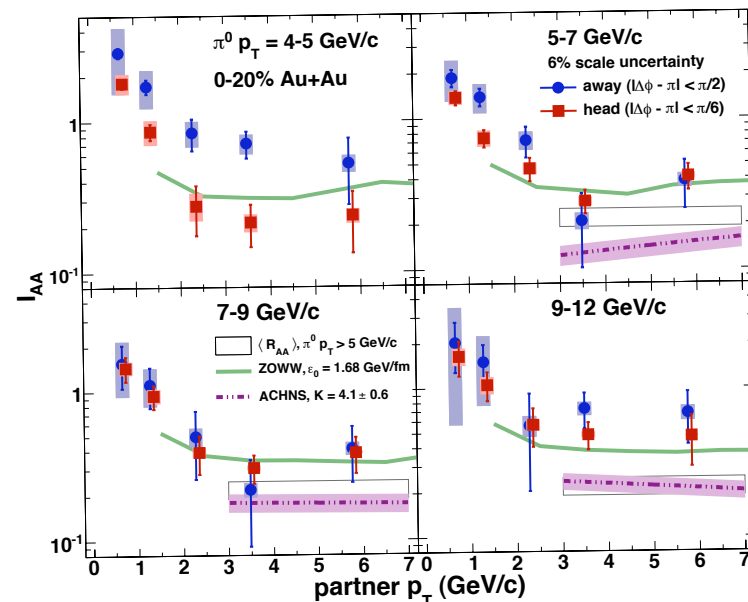 π⁰ p_T = 4-5 GeV/c
0-20% Au+Au
5-7 GeV/c
6% scale uncertainty
away (|Δϕ - π| < π/2)
head (|Δϕ - π| < π/6)
1
10⁻¹
I_AA
7-9 GeV/c
⟨ R_AA ⟩, π⁰ p_T > 5 GeV/c
ZOWW, ε₀ = 1.68 GeV/fm
ACHNS, K = 4.1 ± 0.6
9-12 GeV/c
1
10⁻¹
0 1 2 3 4 5 6 7
0 1 2 3 4 5 6 7
partner p_T (GeV/c)